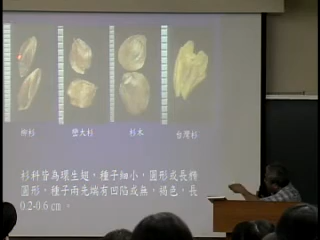 柳杉 巒大杉 杉木 台灣杉
杉科皆為環生翅，種子細小，圓形或長橢
圓形，種子兩先端有凹陷或無，褐色，長
0.2-0.6㎝。